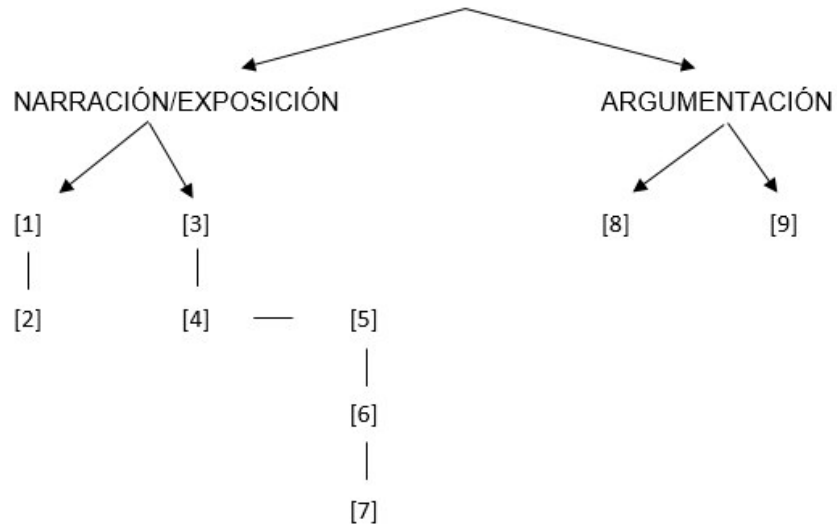 NARRACIÓN/EXPOSICIÓN ARGUMENTACIÓN
[1] [3] [8] [9]
[2] [4] [5]
[6]
[7]